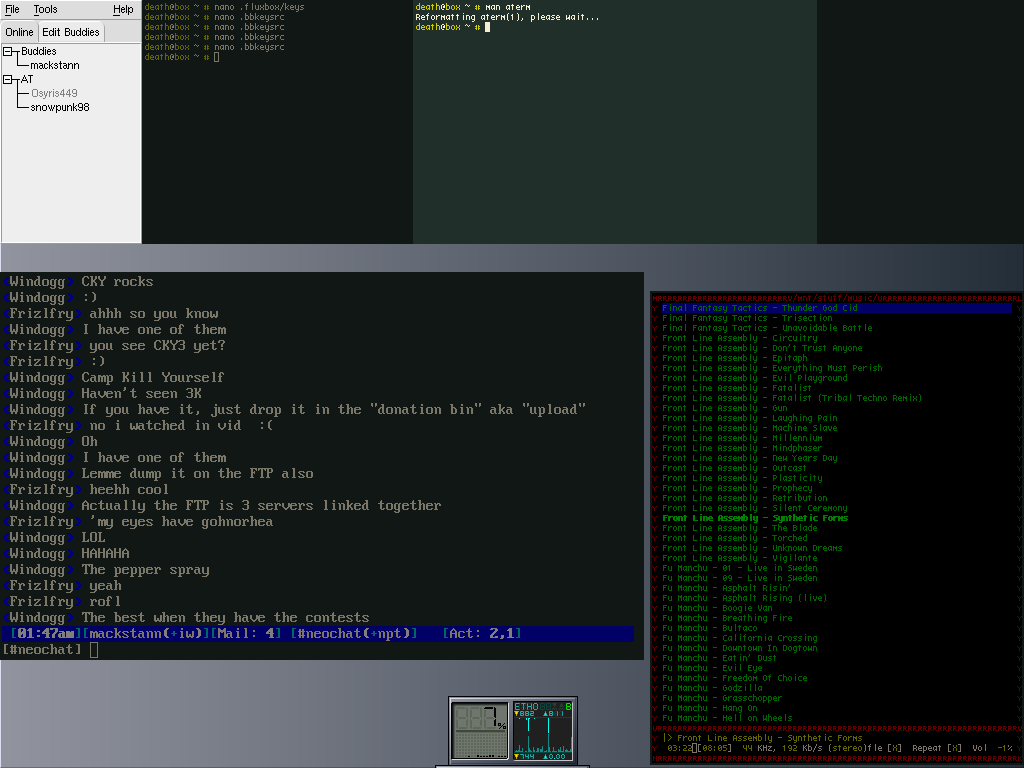 File Tools Help
Online Edit Buddies
Buddies
mackstann
AT
Osyris449
snowpunk98
death@box ~ # nano .fluxbox/keys
death@box ~ # nano .bbkeysrc
death@box ~ # nano .bbkeysrc
death@box ~ # nano .bbkeysrc
death@box ~ # nano .bbkeysrc
death@box ~ #
death@box ~ # man aterm
Reformatting aterm(1), please wait...
death@box ~ #
<Windogg> CKY rocks
<Windogg> :)
<Frizlfry> ahhh so you know
<Windogg> I have one of them
<Frizlfry> you see CKY3 yet?
<Frizlfry> :)
<Windogg> Camp Kill Yourself
<Windogg> Haven't seen 3K
<Windogg> If you have it, just drop it in the "donation bin" aka "upload"
<Frizlfry> no i watched in vid  :(
<Windogg> Oh
<Windogg> I have one of them
<Windogg> Lemme dump it on the FTP also
<Frizlfry> heehh cool
<Windogg> Actually the FTP is 3 servers linked together
<Frizlfry> 'my eyes have gohnorhea
<Windogg> LOL
<Windogg> HAHAHA
<Windogg> The pepper spray
<Frizlfry> yeah
<Frizlfry> rofl
<Windogg> The best when they have the contests
[01:47am][mackstann(+iw)][Mail: 4] [#neochat(+npt)] [Act: 2,1]
[#neochat]
/mnt/stuff/music/
Final Fantasy Tactics - Thunder God Cid
Final Fantasy Tactics - Trisection
Final Fantasy Tactics - Unavoidable Battle
Front Line Assembly - Circuitry
Front Line Assembly - Don't Trust Anyone
Front Line Assembly - Epitaph
Front Line Assembly - Everything Must Perish
Front Line Assembly - Evil Playground
Front Line Assembly - Fatalist
Front Line Assembly - Fatalist (Tribal Techno Remix)
Front Line Assembly - Gun
Front Line Assembly - Laughing Pain
Front Line Assembly - Machine Slave
Front Line Assembly - Millennium
Front Line Assembly - Mindphaser
Front Line Assembly - New Years Day
Front Line Assembly - Outcast
Front Line Assembly - Plasticity
Front Line Assembly - Prophecy
Front Line Assembly - Retribution
Front Line Assembly - Silent Ceremony
Front Line Assembly - Synthetic Forms
Front Line Assembly - The Blade
Front Line Assembly - Torched
Front Line Assembly - Unknown Dreams
Front Line Assembly - Vigilante
Fu Manchu - 01 - Live in Sweden
Fu Manchu - 09 - Live in Sweden
Fu Manchu - Asphalt Risin'
Fu Manchu - Asphalt Rising (live)
Fu Manchu - Boogie Van
Fu Manchu - Breathing Fire
Fu Manchu - Bultaco
Fu Manchu - California Crossing
Fu Manchu - Downtown In Dogtown
Fu Manchu - Eatin' Dust
Fu Manchu - Evil Eye
Fu Manchu - Freedom Of Choice
Fu Manchu - Godzilla
Fu Manchu - Grasschopper
Fu Manchu - Hang On
Fu Manchu - Hell on Wheels
|> Front Line Assembly - Synthetic Forms
03:22[08:05] 44 KHz, 192 Kb/s (stereo)file [X] Repeat [X] Vol -1%
7%
ETH0 B
882 811
744 0.00